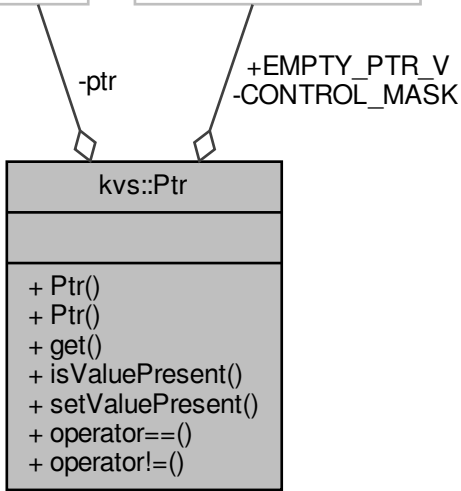 -ptr
+EMPTY_PTR_V
-CONTROL_MASK
kvs::Ptr
+ Ptr()
+ Ptr()
+ get()
+ isValuePresent()
+ setValuePresent()
+ operator==()
+ operator!=()